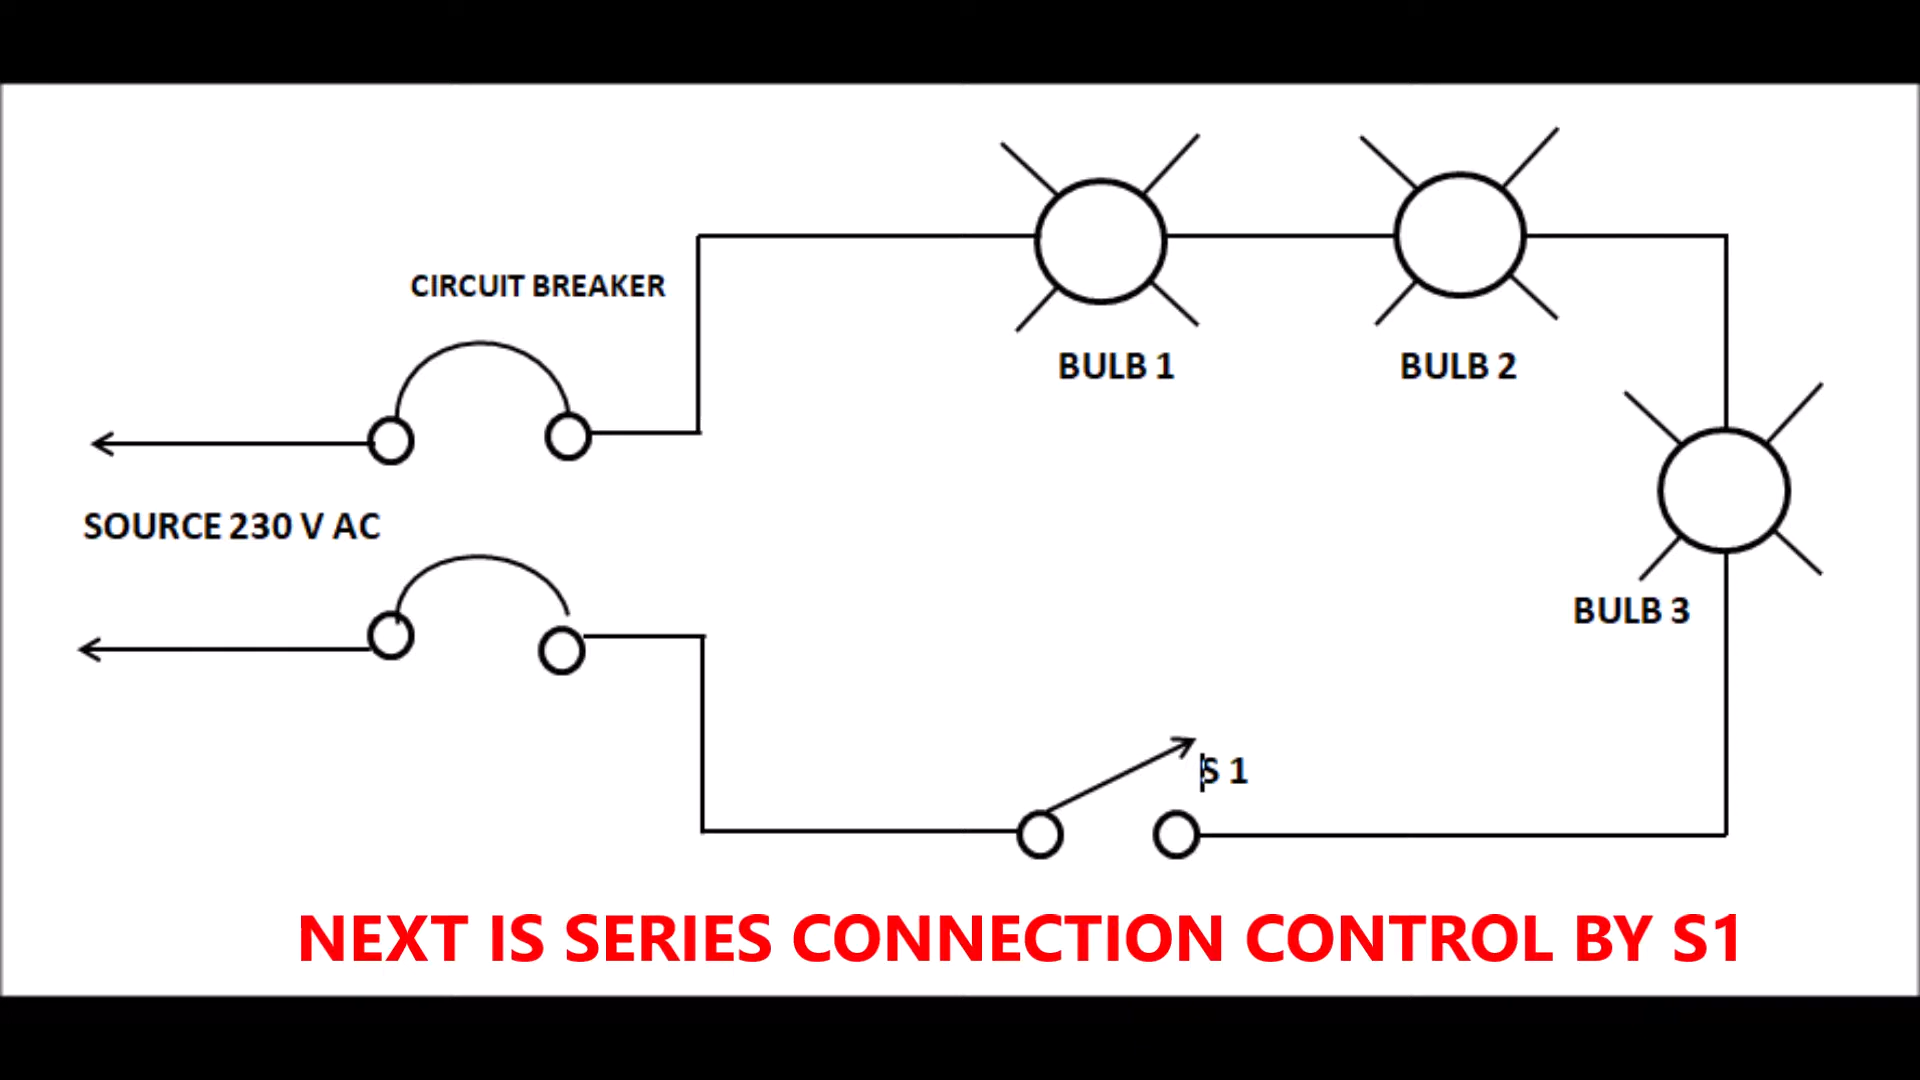 CIRCUIT BREAKER
BULB 1
BULB 2
SOURCE 230 V AC
BULB 3
S 1
NEXT IS SERIES CONNECTION CONTROL BY S1